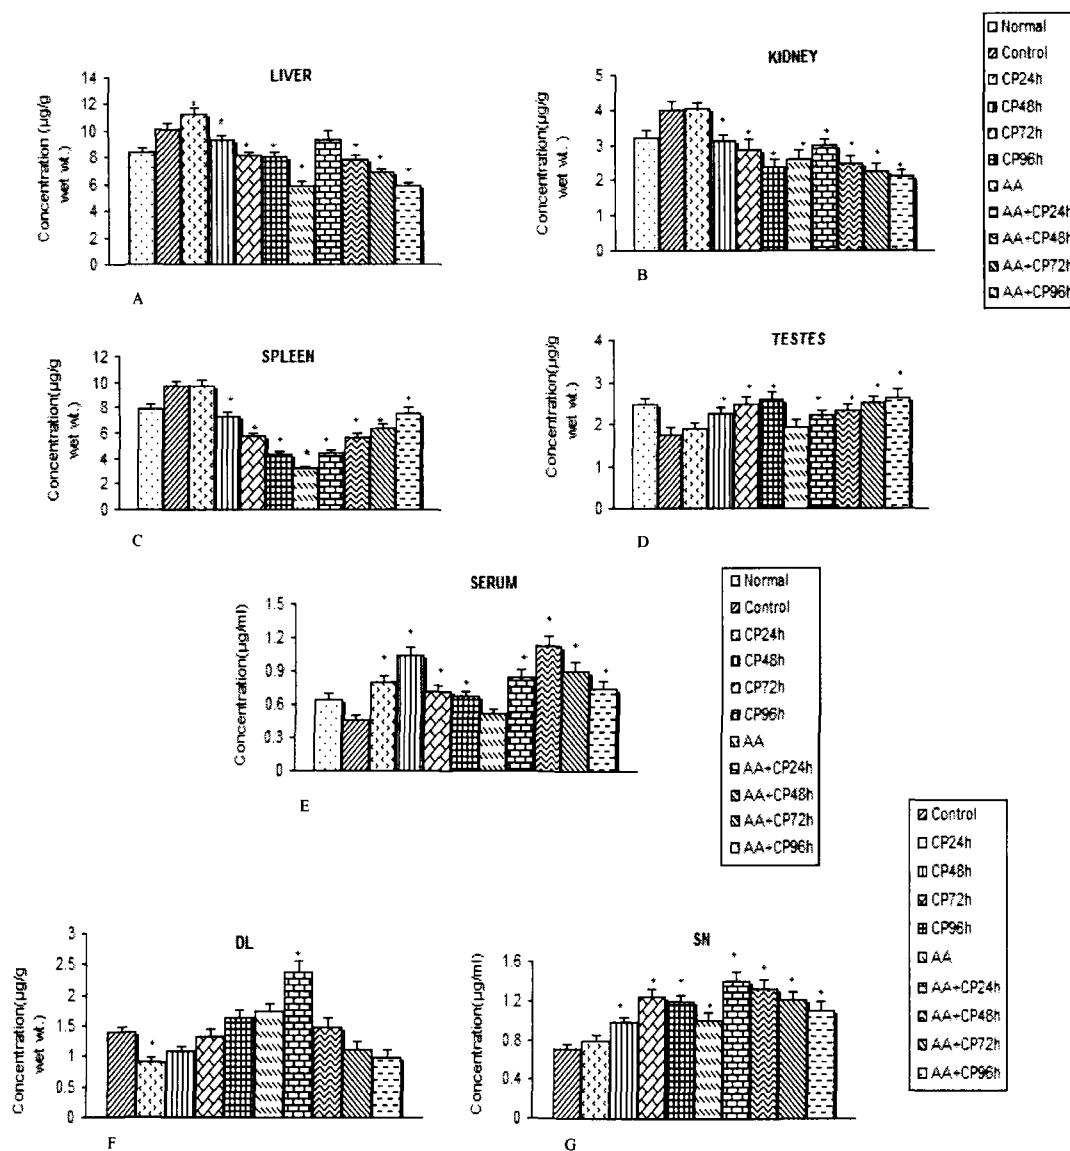 LIVER
Concentration (µg/g
wet wt.)
14
12
10
8
6
4
2
0
A
KIDNEY
Concentration(µg/g
wet wt.)
5
4
3
2
1
0
B
Normal
Control
CP24h
CP48h
CP72h
CP96h
AA
AA+CP24h
AA+CP48h
AA+CP72h
AA+CP96h
SPLEEN
Concentration(µg/g
wet wt.)
12
10
8
6
4
2
0
C
TESTES
Concentration(µg/g
wet wt.)
4
3
2
1
0
D
SERUM
Concentration(µg/ml)
1.5
1.2
0.9
0.6
0.3
0
E
Normal
Control
CP24h
CP48h
CP72h
CP96h
AA
AA+CP24h
AA+CP48h
AA+CP72h
AA+CP96h
DL
Concentration(µg/g
wet wt.)
3
2.5
2
1.5
1
0.5
0
F
SN
Concentration(µg/ml)
1.6
1.2
0.8
0.4
0
G
Control
CP24h
CP48h
CP72h
CP96h
AA
AA+CP24h
AA+CP48h
AA+CP72h
AA+CP96h